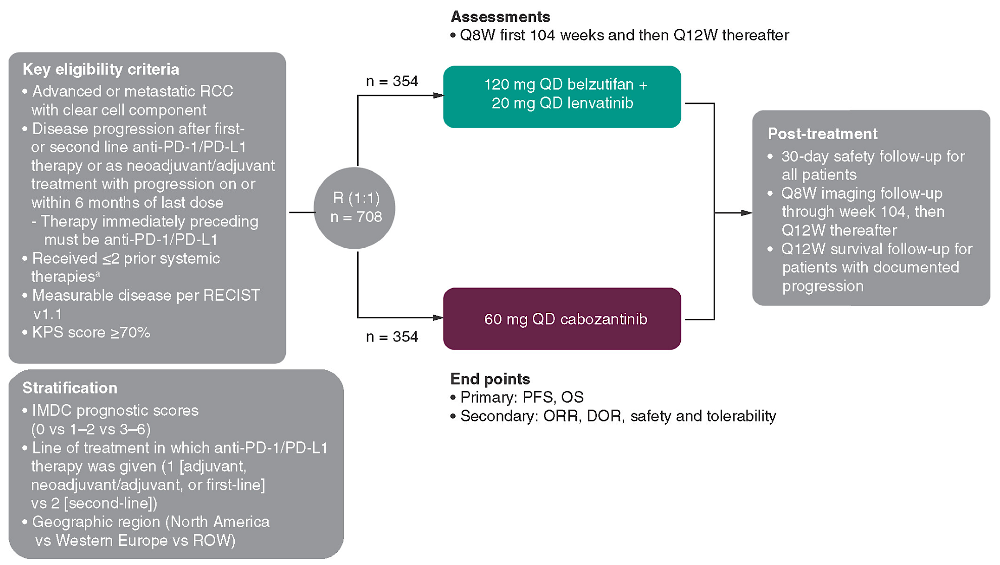 Assessments
• Q8W first 104 weeks and then Q12W thereafter
Key eligibility criteria
• Advanced or metastatic RCC
with clear cell component
• Disease progression after first-
or second line anti-PD-1/PD-L1
therapy or as neoadjuvant/adjuvant
treatment with progression on or
within 6 months of last dose
- Therapy immediately preceding
must be anti-PD-1/PD-L1
• Received ≤2 prior systemic
therapiesᵃ
• Measurable disease per RECIST
v1.1
• KPS score ≥70%
Stratification
• IMDC prognostic scores
(0 vs 1–2 vs 3–6)
• Line of treatment in which anti-PD-1/PD-L1
therapy was given (1 [adjuvant,
neoadjuvant/adjuvant, or first-line]
vs 2 [second-line])
• Geographic region (North America
vs Western Europe vs ROW)
R (1:1)
n = 708
n = 354
120 mg QD belzutifan +
20 mg QD lenvatinib
n = 354
60 mg QD cabozantinib
End points
• Primary: PFS, OS
• Secondary: ORR, DOR, safety and tolerability
Post-treatment
• 30-day safety follow-up for
all patients
• Q8W imaging follow-up
through week 104, then
Q12W thereafter
• Q12W survival follow-up for
patients with documented
progression